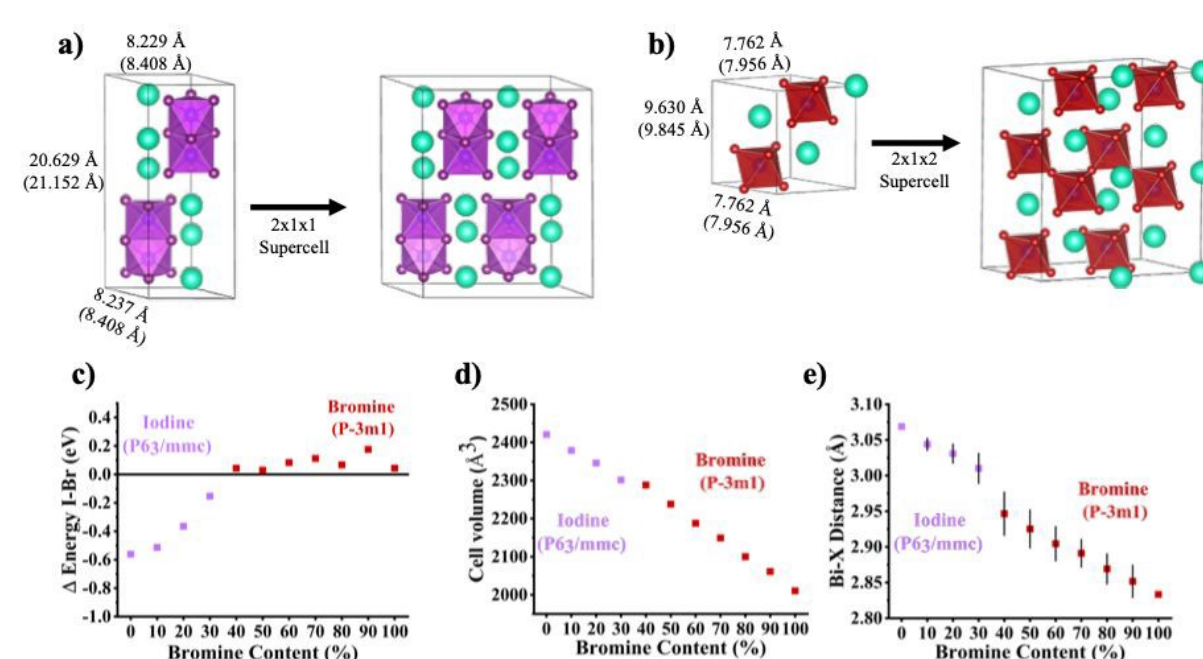 a)
8.229 Å
(8.408 Å)
20.629 Å
(21.152 Å)
8.237 Å
(8.408 Å)
2x1x1
Supercell
b)
7.762 Å
(7.956 Å)
9.630 Å
(9.845 Å)
7.762 Å
(7.956 Å)
2x1x2
Supercell
c)
Δ Energy I-Br (eV)
0.4
0.2
0.0
-0.2
-0.4
-0.6
-0.8
-1.0
Iodine
(P63/mmc)
Bromine
(P-3m1)
0 10 20 30 40 50 60 70 80 90 100
Bromine Content (%)
d)
Cell volume (Å³)
2500
2400
2300
2200
2100
2000
Bromine
(P-3m1)
Iodine
(P63/mmc)
0 10 20 30 40 50 60 70 80 90 100
Bromine Content (%)
e)
Bi-X Distance (Å)
3.10
3.05
3.00
2.95
2.90
2.85
2.80
Bromine
(P-3m1)
Iodine
(P63/mmc)
0 10 20 30 40 50 60 70 80 90 100
Bromine Content (%)